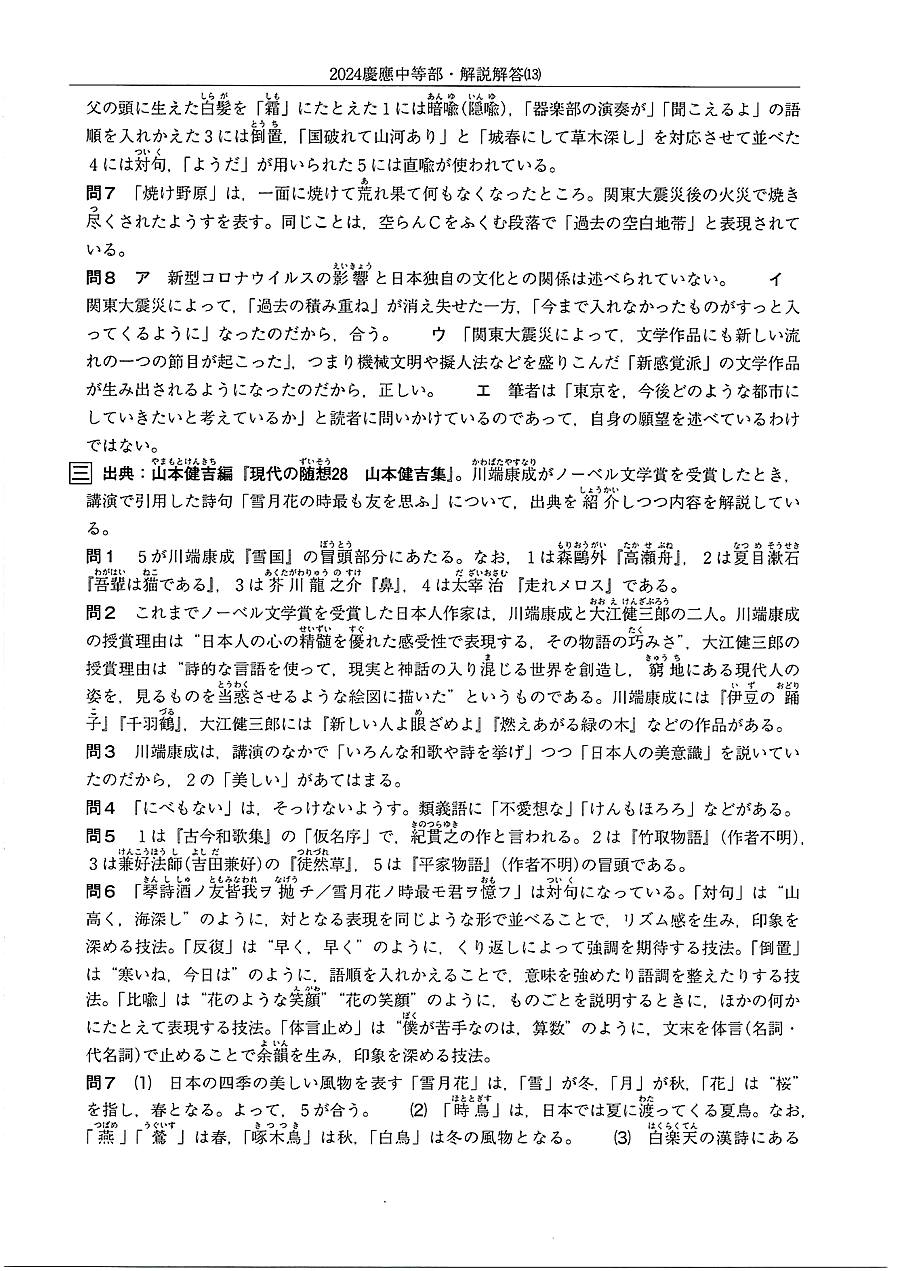 2024慶應中等部・解説解答⒀
父の頭に生えた白髪を「霜」にたとえた1には暗喩(隠喩)，「器楽部の演奏が」「聞こえるよ」の語
順を入れかえた3には倒置，「国破れて山河あり」と「城春にして草木深し」を対応させて並べた
4には対句，「ようだ」が用いられた5には直喩が使われている。
問7　「焼け野原」は，一面に焼けて荒れ果て何もなくなったところ。関東大震災後の火災で焼き
尽くされたようすを表す。同じことは，空らんCをふくむ段落で「過去の空白地帯」と表現されて
いる。
問8　ア　新型コロナウイルスの影響と日本独自の文化との関係は述べられていない。　イ
関東大震災によって，「過去の積み重ね」が消え失せた一方，「今まで入れなかったものがすっと入
ってくるように」なったのだから，合う。　ウ　「関東大震災によって，文学作品にも新しい流
れの一つの節目が起こった」，つまり機械文明や擬人法などを盛りこんだ「新感覚派」の文学作品
が生み出されるようになったのだから，正しい。　エ　筆者は「東京を，今後どのような都市に
していきたいと考えているか」と読者に問いかけているのであって，自身の願望を述べているわけ
ではない。
三　出典：山本健吉編『現代の随想28　山本健吉集』。川端康成がノーベル文学賞を受賞したとき，
講演で引用した詩句「雪月花の時最も友を思ふ」について，出典を紹介しつつ内容を解説してい
る。
問1　5が川端康成『雪国』の冒頭部分にあたる。なお，1は森鷗外『高瀬舟』，2は夏目漱石
『吾輩は猫である』，3は芥川龍之介『鼻』，4は太宰治『走れメロス』である。
問2　これまでノーベル文学賞を受賞した日本人作家は，川端康成と大江健三郎の二人。川端康成
の授賞理由は“日本人の心の精髄を優れた感受性で表現する，その物語の巧みさ”，大江健三郎の
授賞理由は“詩的な言語を使って，現実と神話の入り混じる世界を創造し，窮地にある現代人の
姿を，見るものを当惑させるような絵図に描いた”というものである。川端康成には『伊豆の踊
子』『千羽鶴』，大江健三郎には『新しい人よ眼ざめよ』『燃えあがる緑の木』などの作品がある。
問3　川端康成は，講演のなかで「いろんな和歌や詩を挙げ」つつ「日本人の美意識」を説いてい
たのだから，2の「美しい」があてはまる。
問4　「にべもない」は，そっけないようす。類義語に「不愛想な」「けんもほろろ」などがある。
問5　1は『古今和歌集』の「仮名序」で，紀貫之の作と言われる。2は『竹取物語』(作者不明)，
3は兼好法師(吉田兼好)の『徒然草』，5は『平家物語』(作者不明)の冒頭である。
問6　「琴詩酒ノ友皆我ヲ抛チ／雪月花ノ時最モ君ヲ憶フ」は対句になっている。「対句」は“山
高く，海深し”のように，対となる表現を同じような形で並べることで，リズム感を生み，印象を
深める技法。「反復」は“早く，早く”のように，くり返しによって強調を期待する技法。「倒置」
は“寒いね，今日は”のように，語順を入れかえることで，意味を強めたり語調を整えたりする技
法。「比喩」は“花のような笑顔”“花の笑顔”のように，ものごとを説明するときに，ほかの何か
にたとえて表現する技法。「体言止め」は“僕が苦手なのは，算数”のように，文末を体言(名詞・
代名詞)で止めることで余韻を生み，印象を深める技法。
問7　⑴　日本の四季の美しい風物を表す「雪月花」は，「雪」が冬，「月」が秋，「花」は“桜”
を指し，春となる。よって，5が合う。　⑵　「時鳥」は，日本では夏に渡ってくる夏鳥。なお，
「燕」「鶯」は春，「啄木鳥」は秋，「白鳥」は冬の風物となる。　⑶　白楽天の漢詩にある